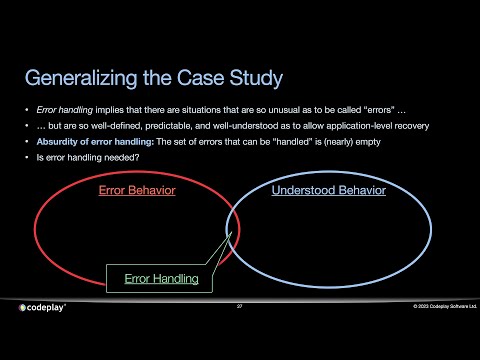 Generalizing the Case Study
• Error handling implies that there are situations that are so unusual as to be called “errors” …
• … but are so well-defined, predictable, and well-understood as to allow application-level recovery
• Absurdity of error handling: The set of errors that can be “handled” is (nearly) empty
• Is error handling needed?
Error Behavior
Understood Behavior
Error Handling
codeplay®
27
© 2023 Codeplay Software Ltd.